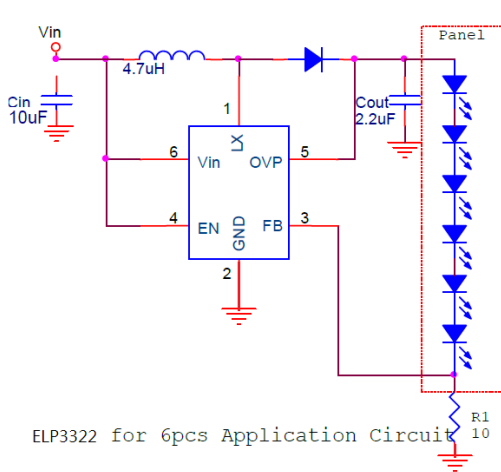 Vin
Panel
4.7uH
Cin
10uF
Cout
2.2uF
1
LX
6
Vin
OVP
5
4
EN
FB
3
GND
2
R1
10
ELP3322 for 6pcs Application Circuit